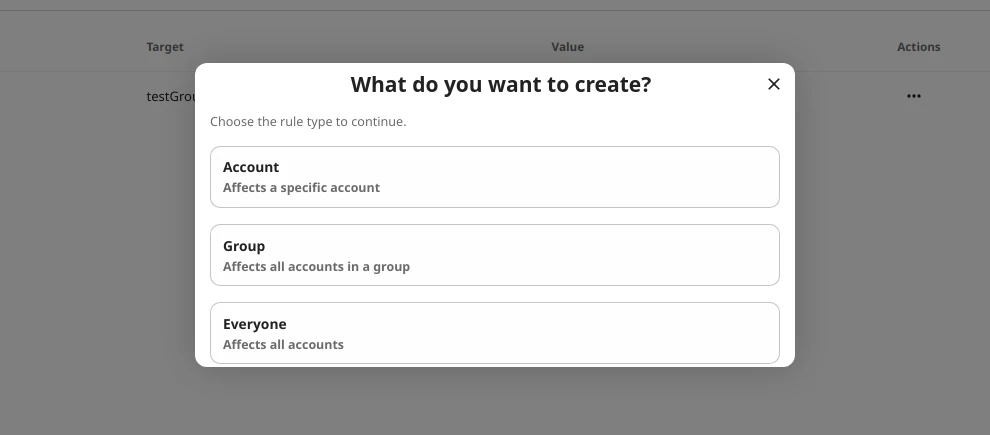 Target Value Actions
What do you want to create?
testGrou
Choose the rule type to continue.
Account
Affects a specific account
Group
Affects all accounts in a group
Everyone
Affects all accounts